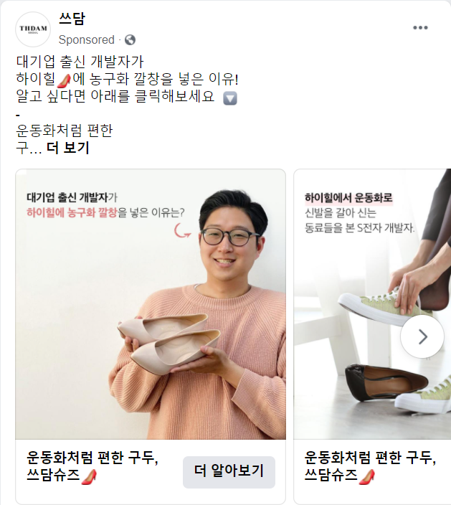 THDAM
쓰담
Sponsored ·
대기업 출신 개발자가
하이힐👠에 농구화 깔창을 넣은 이유!
알고 싶다면 아래를 클릭해보세요 🔽
-
운동화처럼 편한
구... 더 보기
대기업 출신 개발자가
하이힐에 농구화 깔창을 넣은 이유는?
하이힐에서 운동화로
신발을 갈아 신는
동료들을 본 S전자 개발자.
운동화처럼 편한 구두,
쓰담슈즈👠
더 알아보기
운동화처럼 편한 구두,
쓰담슈즈👠